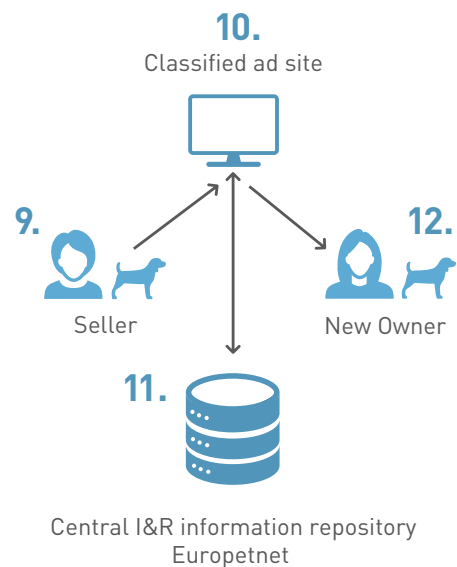 10.
Classified ad site
9.
Seller
12.
New Owner
11.
Central I&R information repository
Europetnet